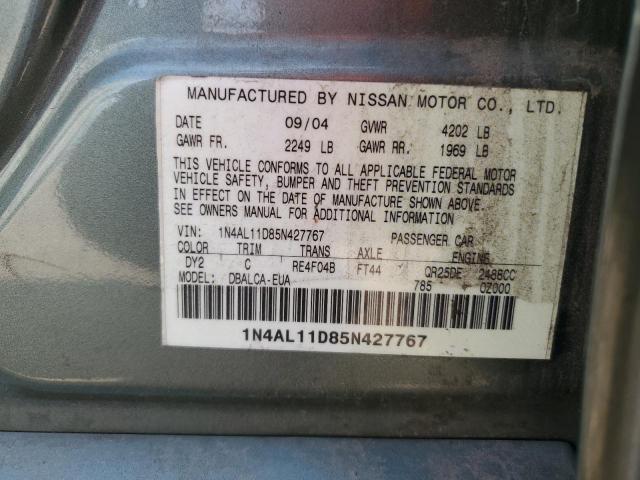 MANUFACTURED BY NISSAN MOTOR CO., LTD.
DATE 09/04 GVWR 4202 LB
GAWR FR. 2249 LB GAWR RR. 1969 LB
THIS VEHICLE CONFORMS TO ALL APPLICABLE FEDERAL MOTOR
VEHICLE SAFETY, BUMPER AND THEFT PREVENTION STANDARDS
IN EFFECT ON THE DATE OF MANUFACTURE SHOWN ABOVE.
SEE OWNERS MANUAL FOR ADDITIONAL INFORMATION
VIN: 1N4AL11D85N427767 PASSENGER CAR
COLOR TRIM TRANS AXLE ENGINE
DY2 C RE4F04B FT44 QR25DE 2488CC
MODEL: DBALCA-EUA 785 0Z000
1N4AL11D85N427767